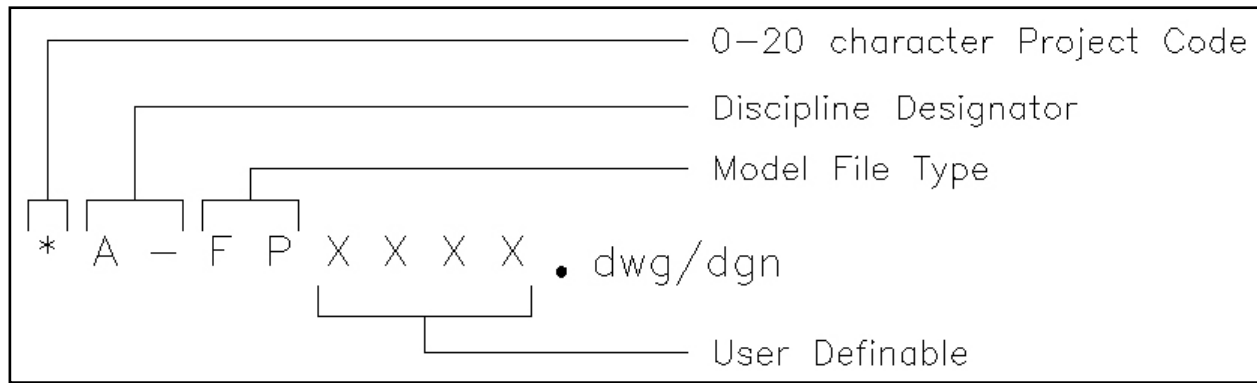 0-20 character Project Code
Discipline Designator
Model File Type
* A - F P X X X X . dwg/dgn
User Definable